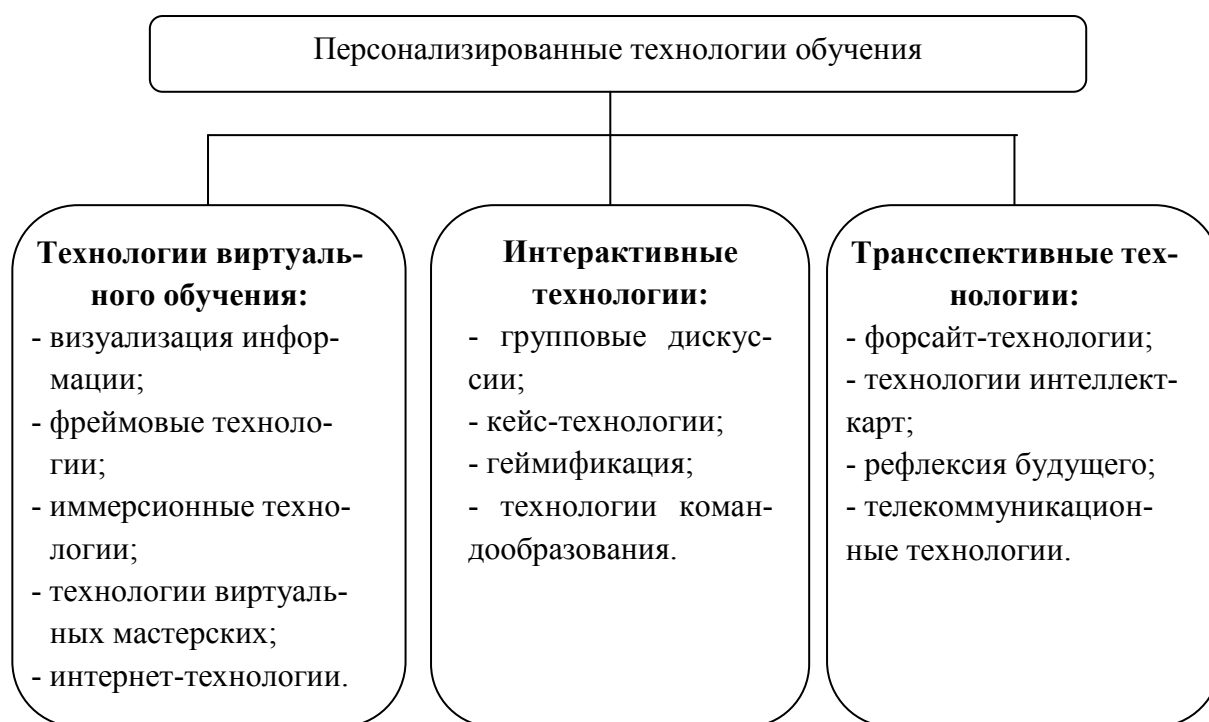 Персонализированные технологии обучения
Технологии виртуаль-
ного обучения:
- визуализация инфор-
мации;
- фреймовые техноло-
гии;
- иммерсионные техно-
логии;
- технологии виртуаль-
ных мастерских;
- интернет-технологии.
Интерактивные
технологии:
- групповые дискус-
сии;
- кейс-технологии;
- геймификация;
- технологии коман-
дообразования.
Трансспективные тех-
нологии:
- форсайт-технологии;
- технологии интеллект-
карт;
- рефлексия будущего;
- телекоммуникацион-
ные технологии.